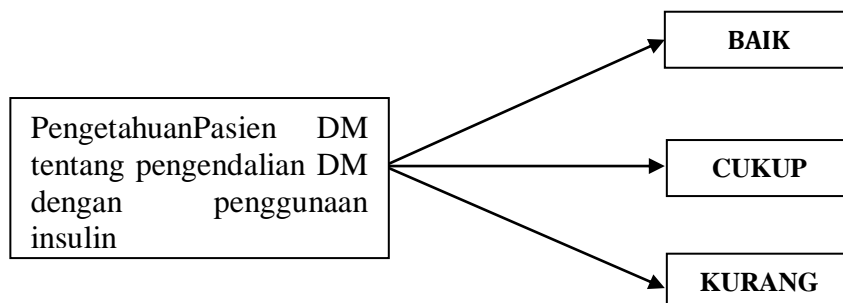 BAIK
PengetahuanPasien DM
tentang pengendalian DM
dengan penggunaan
insulin
CUKUP
KURANG